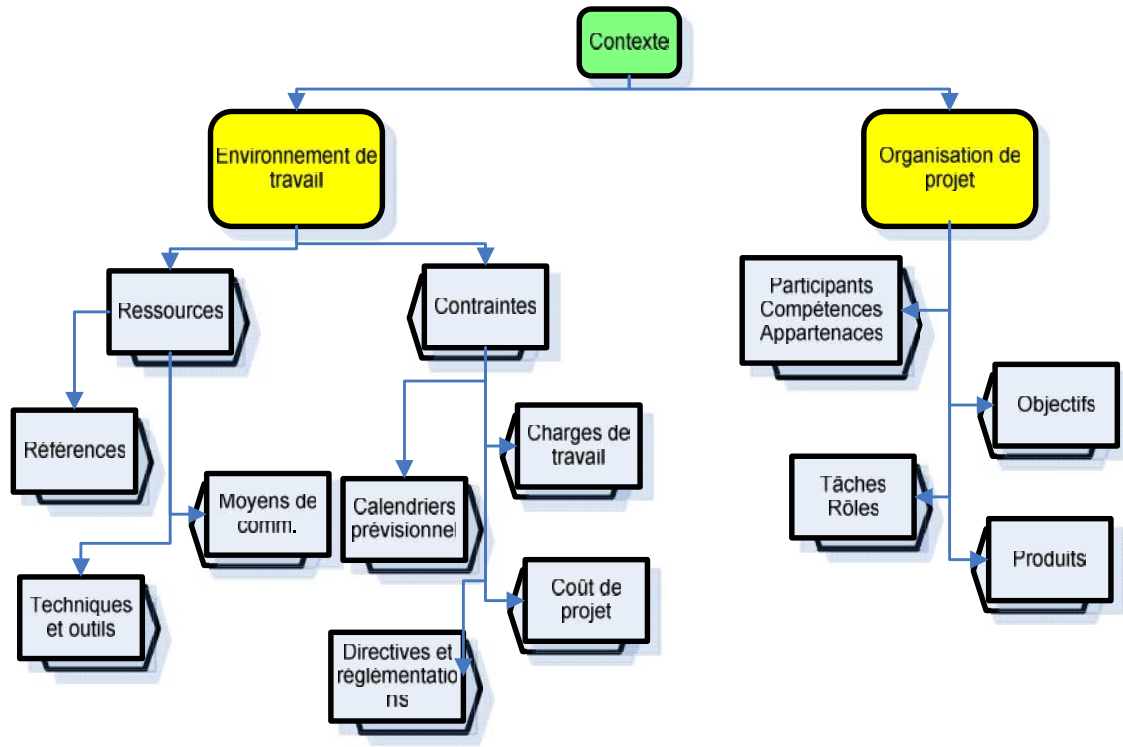 Contexte
Environnement de
travail
Organisation de
projet
Ressources
Contraintes
Participants
Compétences
Appartenaces
Références
Charges de
travail
Objectifs
Moyens de
comm.
Calendriers
prévisionnel
Tâches
Rôles
Produits
Techniques
et outils
Coût de
projet
Directives et
règlémentatio
ns